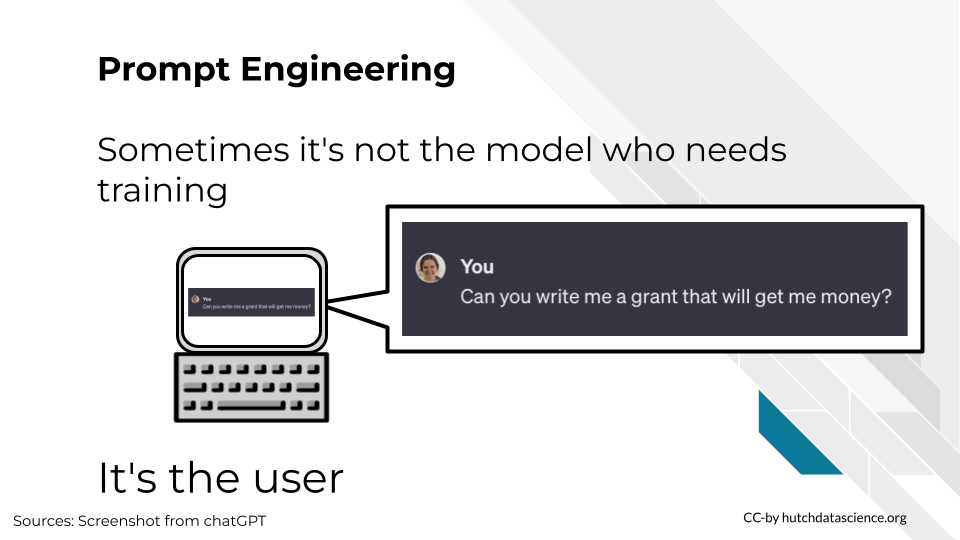 Prompt Engineering
Sometimes it's not the model who needs
training
You
Can you write me a grant that will get me money?
You
Can you write me a grant that will get me money?
It's the user
Sources: Screenshot from chatGPT
CC-by hutchdatascience.org